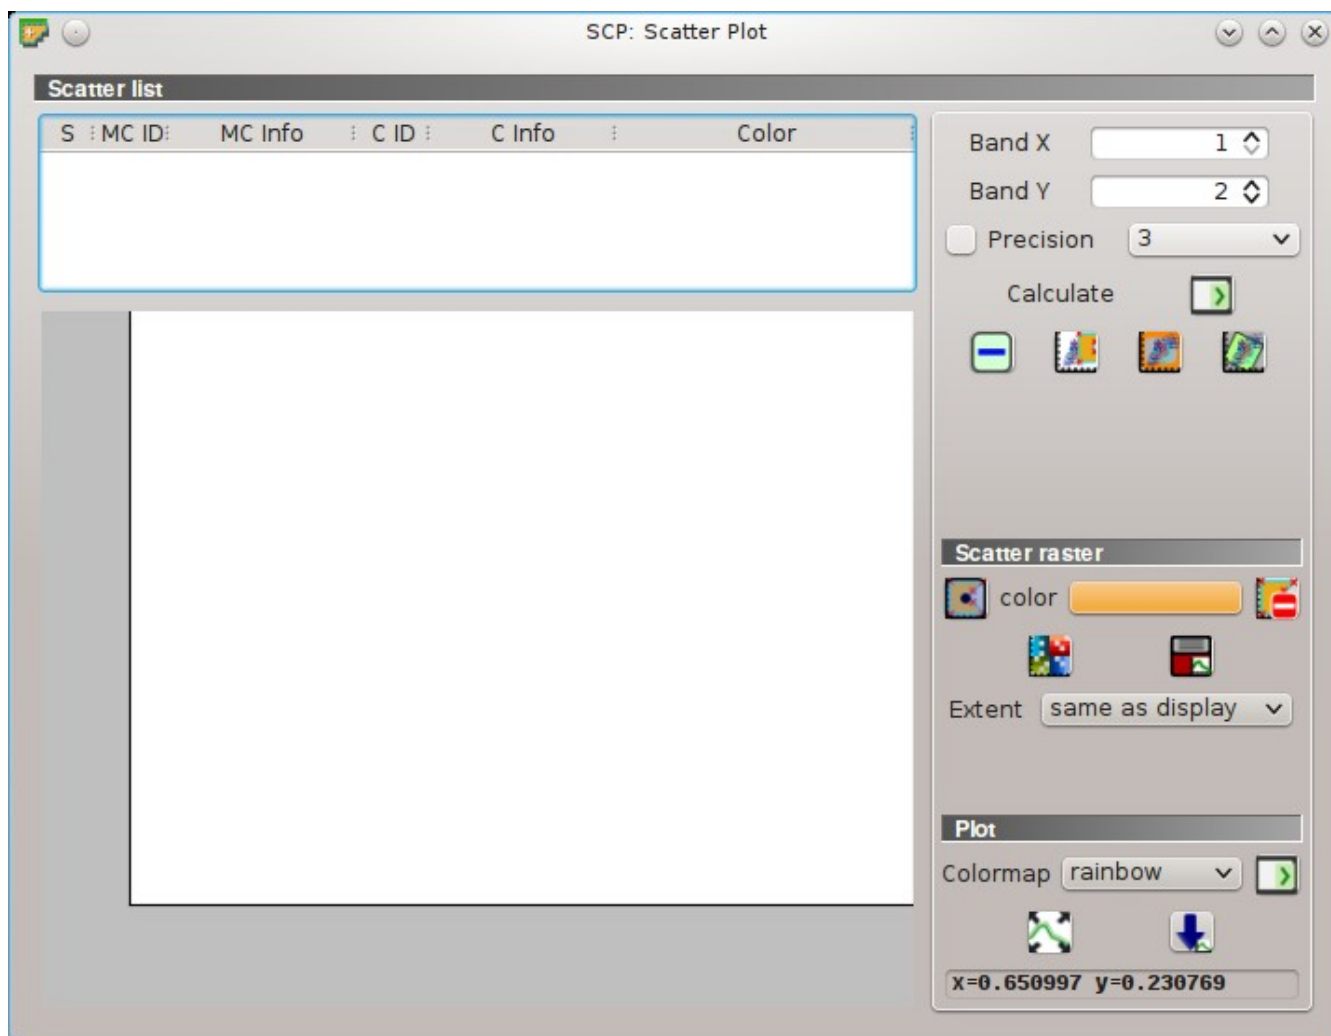 SCP: Scatter Plot
Scatter list
S MC ID MC Info C ID C Info Color
Band X 1
Band Y 2
Precision 3
Calculate
Scatter raster
color
Extent same as display
Plot
Colormap rainbow
x=0.650997 y=0.230769